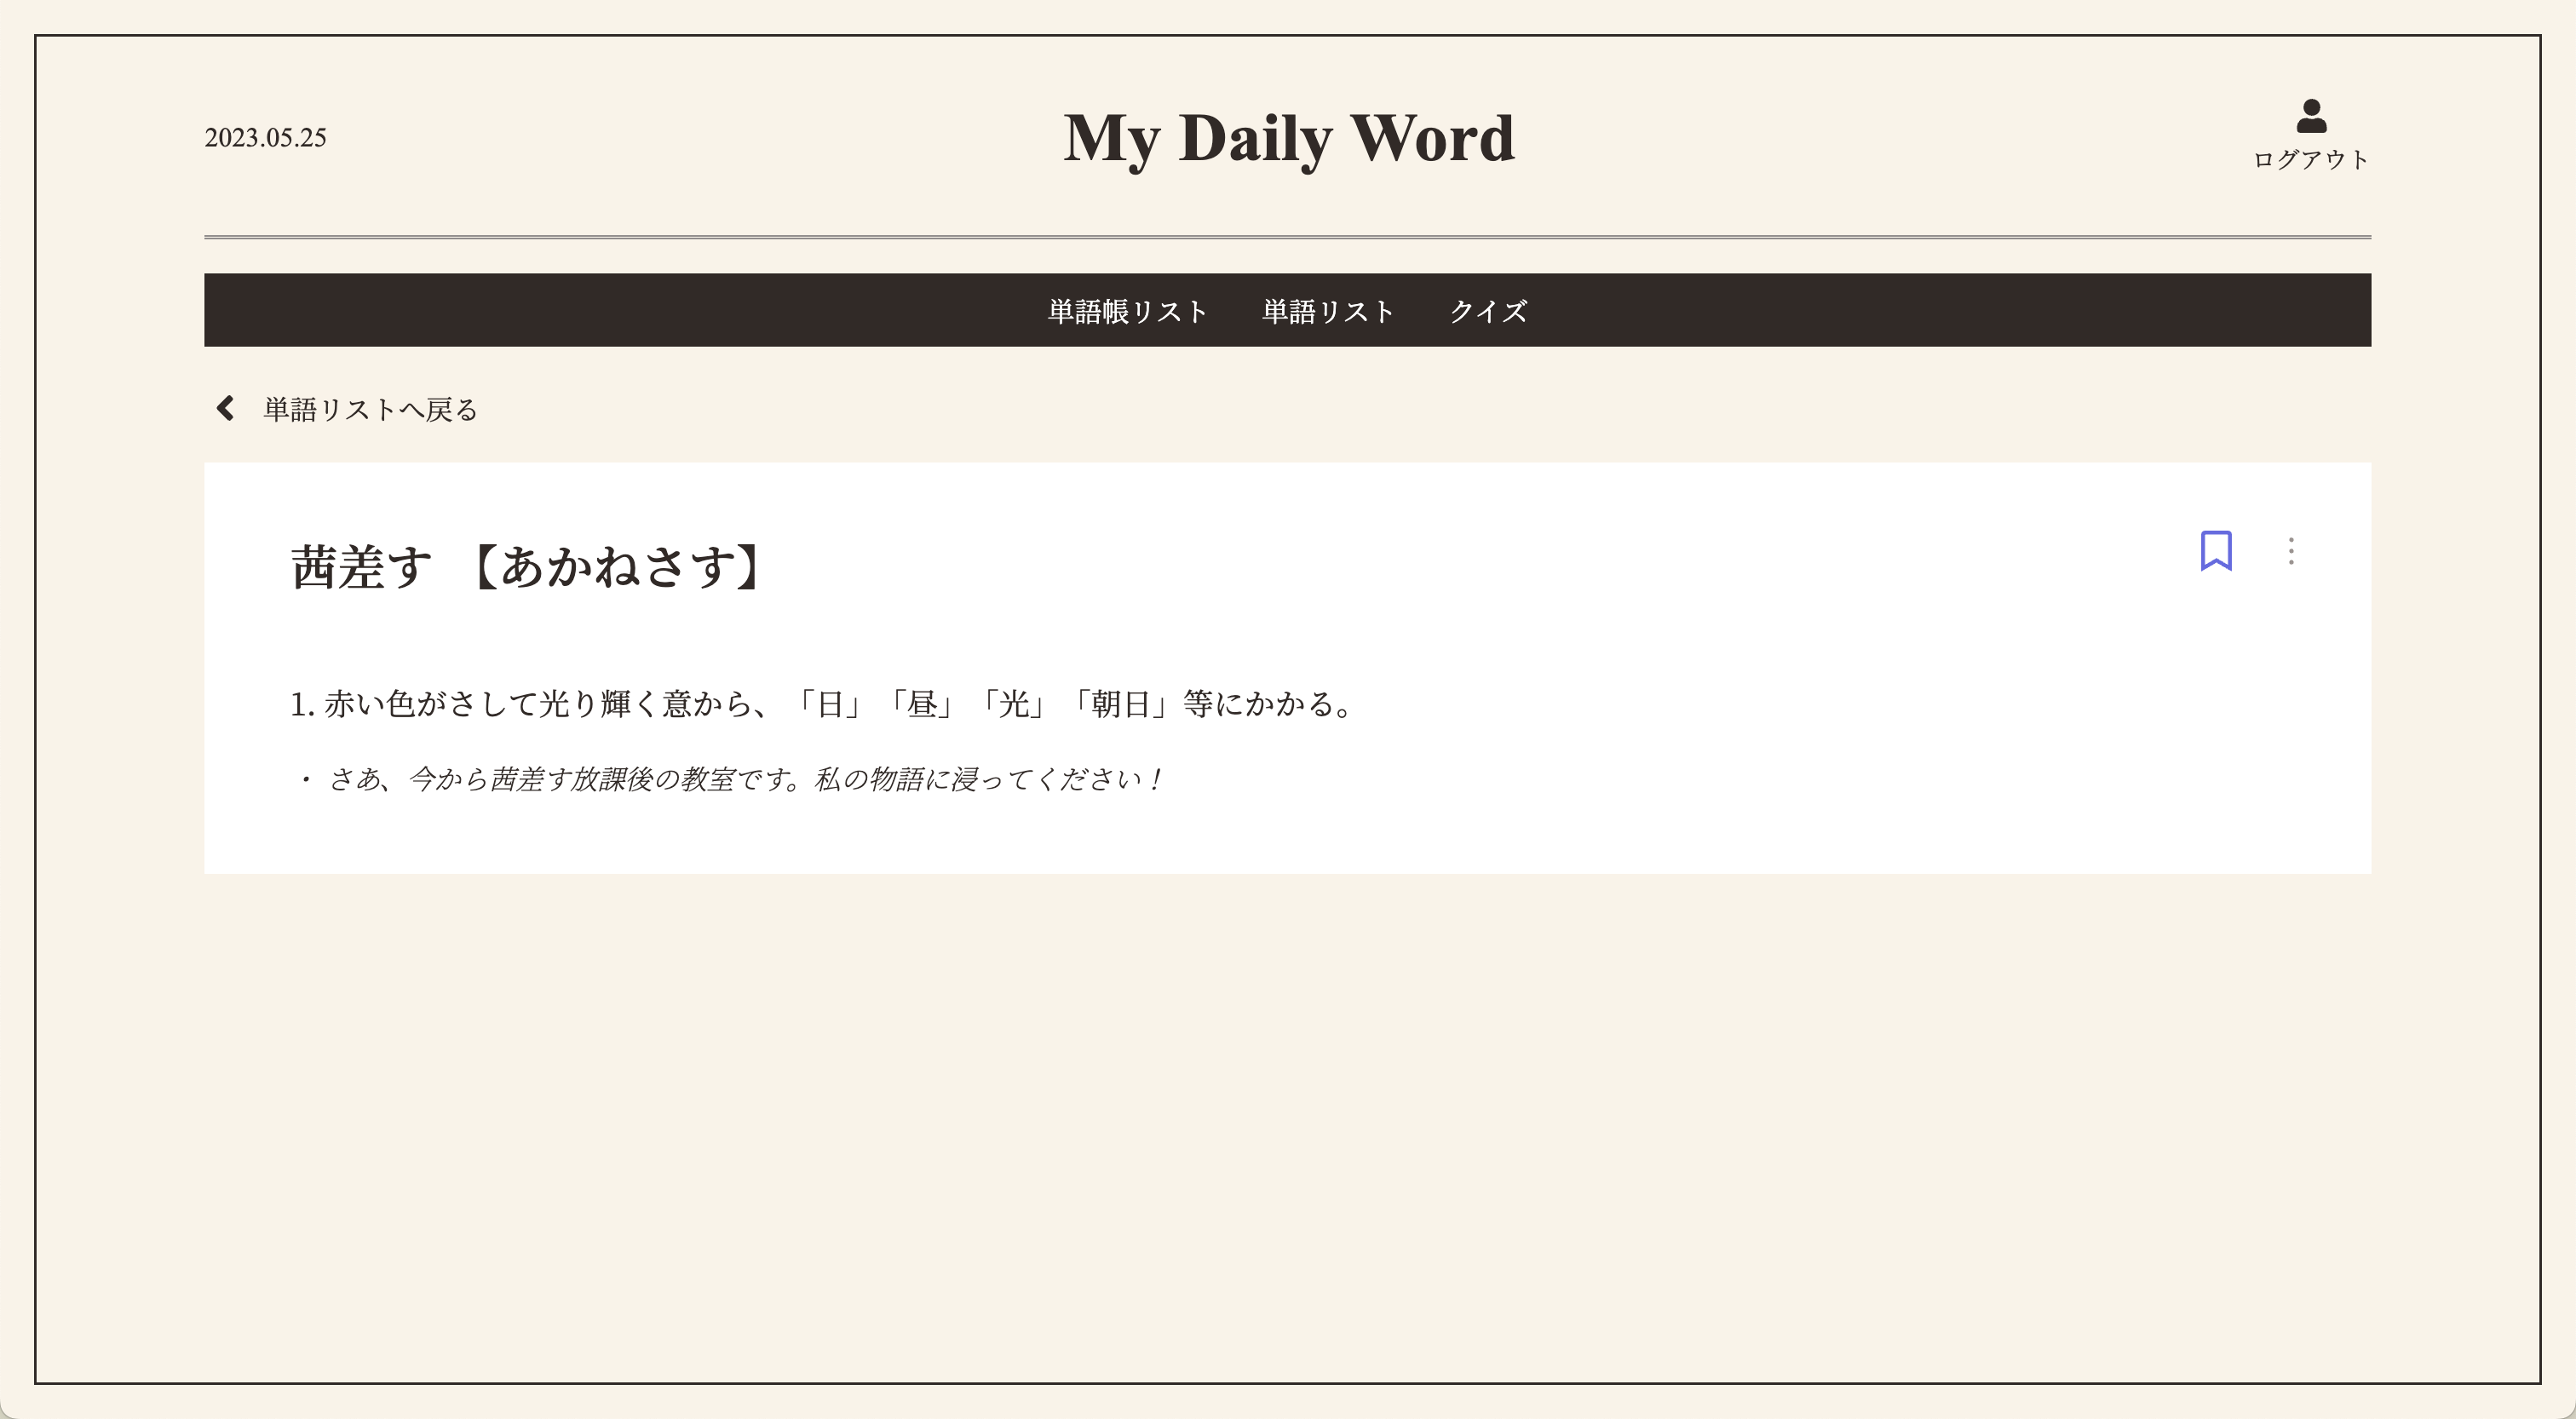 2023.05.25
My Daily Word
ログアウト
単語帳リスト 単語リスト クイズ
単語リストへ戻る
茜差す 【あかねさす】
1. 赤い色がさして光り輝く意から、「日」「昼」「光」「朝日」等にかかる。
・ さあ、今から茜差す放課後の教室です。私の物語に浸ってください！